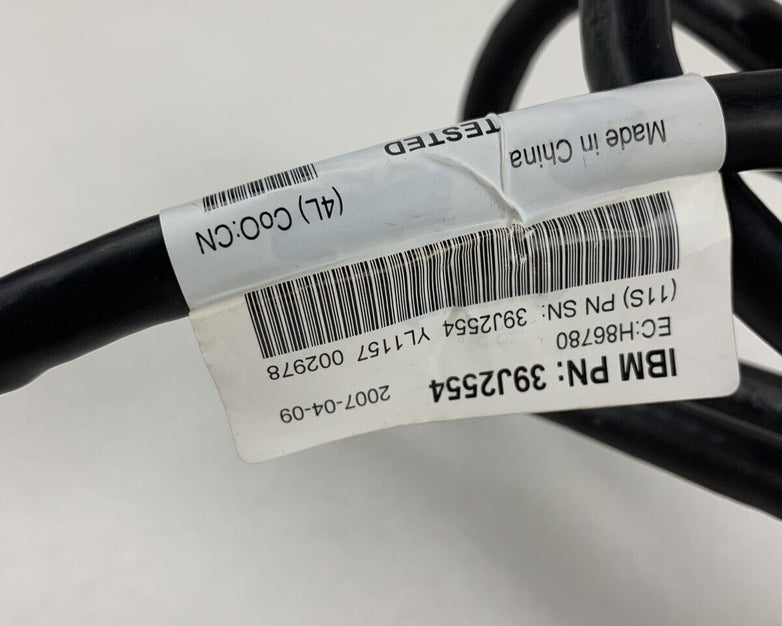 IBM PN: 39J2554 2007-04-09
EC:H86780
(11S) PN SN: 39J2554 YL1157 002978
(4L) CoO:CN
Made in China TESTED